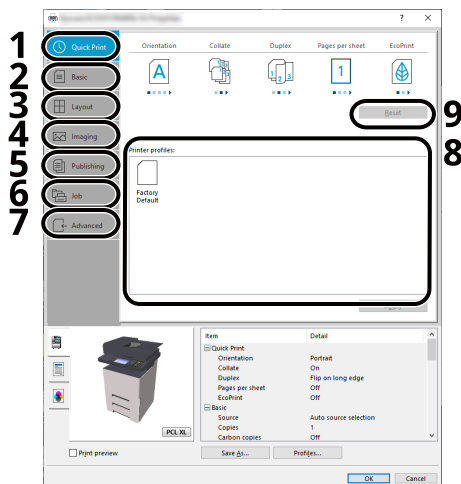 ? ×
1 Quick Print
2 Basic
3 Layout
4 Imaging
5 Publishing
6 Job
7 Advanced
Orientation Collate Duplex Pages per sheet EcoPrint
A 1 2 3 1
Reset 9
8
Printer profiles:
Factory
Default
Item Detail
Quick Print
Orientation Portrait
Collate On
Duplex Flip on long edge
Pages per sheet Off
EcoPrint Off
Basic
Source Auto source selection
Copies 1
Carbon copies Off
PCL XL
Print preview Save As... Profiles...
OK Cancel